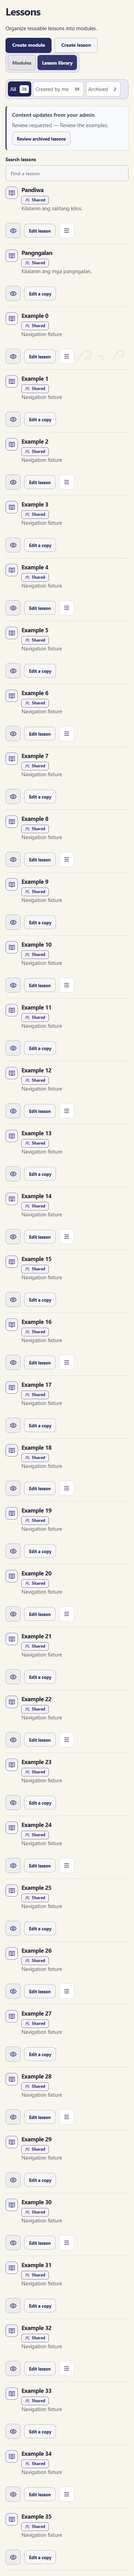 Lessons
Organize reusable lessons into modules.
Create module
Create lesson
Modules
Lesson library
All 38
Created by me 19
Archived 2
Content updates from your admin
Review requested — Review the examples.
Review archived lessons
Search lessons
Find a lesson
Pandiwa
Shared
Kilalanin ang salitang kilos.
Edit lesson
Pangngalan
Shared
Kilalanin ang mga pangngalan.
Edit a copy
Example 0
Shared
Navigation fixture
Edit lesson
Example 1
Shared
Navigation fixture
Edit a copy
Example 2
Shared
Navigation fixture
Edit lesson
Example 3
Shared
Navigation fixture
Edit a copy
Example 4
Shared
Navigation fixture
Edit lesson
Example 5
Shared
Navigation fixture
Edit a copy
Example 6
Shared
Navigation fixture
Edit lesson
Example 7
Shared
Navigation fixture
Edit a copy
Example 8
Shared
Navigation fixture
Edit lesson
Example 9
Shared
Navigation fixture
Edit a copy
Example 10
Shared
Navigation fixture
Edit lesson
Example 11
Shared
Navigation fixture
Edit a copy
Example 12
Shared
Navigation fixture
Edit lesson
Example 13
Shared
Navigation fixture
Edit a copy
Example 14
Shared
Navigation fixture
Edit lesson
Example 15
Shared
Navigation fixture
Edit a copy
Example 16
Shared
Navigation fixture
Edit lesson
Example 17
Shared
Navigation fixture
Edit a copy
Example 18
Shared
Navigation fixture
Edit lesson
Example 19
Shared
Navigation fixture
Edit a copy
Example 20
Shared
Navigation fixture
Edit lesson
Example 21
Shared
Navigation fixture
Edit a copy
Example 22
Shared
Navigation fixture
Edit lesson
Example 23
Shared
Navigation fixture
Edit a copy
Example 24
Shared
Navigation fixture
Edit lesson
Example 25
Shared
Navigation fixture
Edit a copy
Example 26
Shared
Navigation fixture
Edit lesson
Example 27
Shared
Navigation fixture
Edit a copy
Example 28
Shared
Navigation fixture
Edit lesson
Example 29
Shared
Navigation fixture
Edit a copy
Example 30
Shared
Navigation fixture
Edit lesson
Example 31
Shared
Navigation fixture
Edit a copy
Example 32
Shared
Navigation fixture
Edit lesson
Example 33
Shared
Navigation fixture
Edit a copy
Example 34
Shared
Navigation fixture
Edit lesson
Example 35
Shared
Navigation fixture
Edit a copy